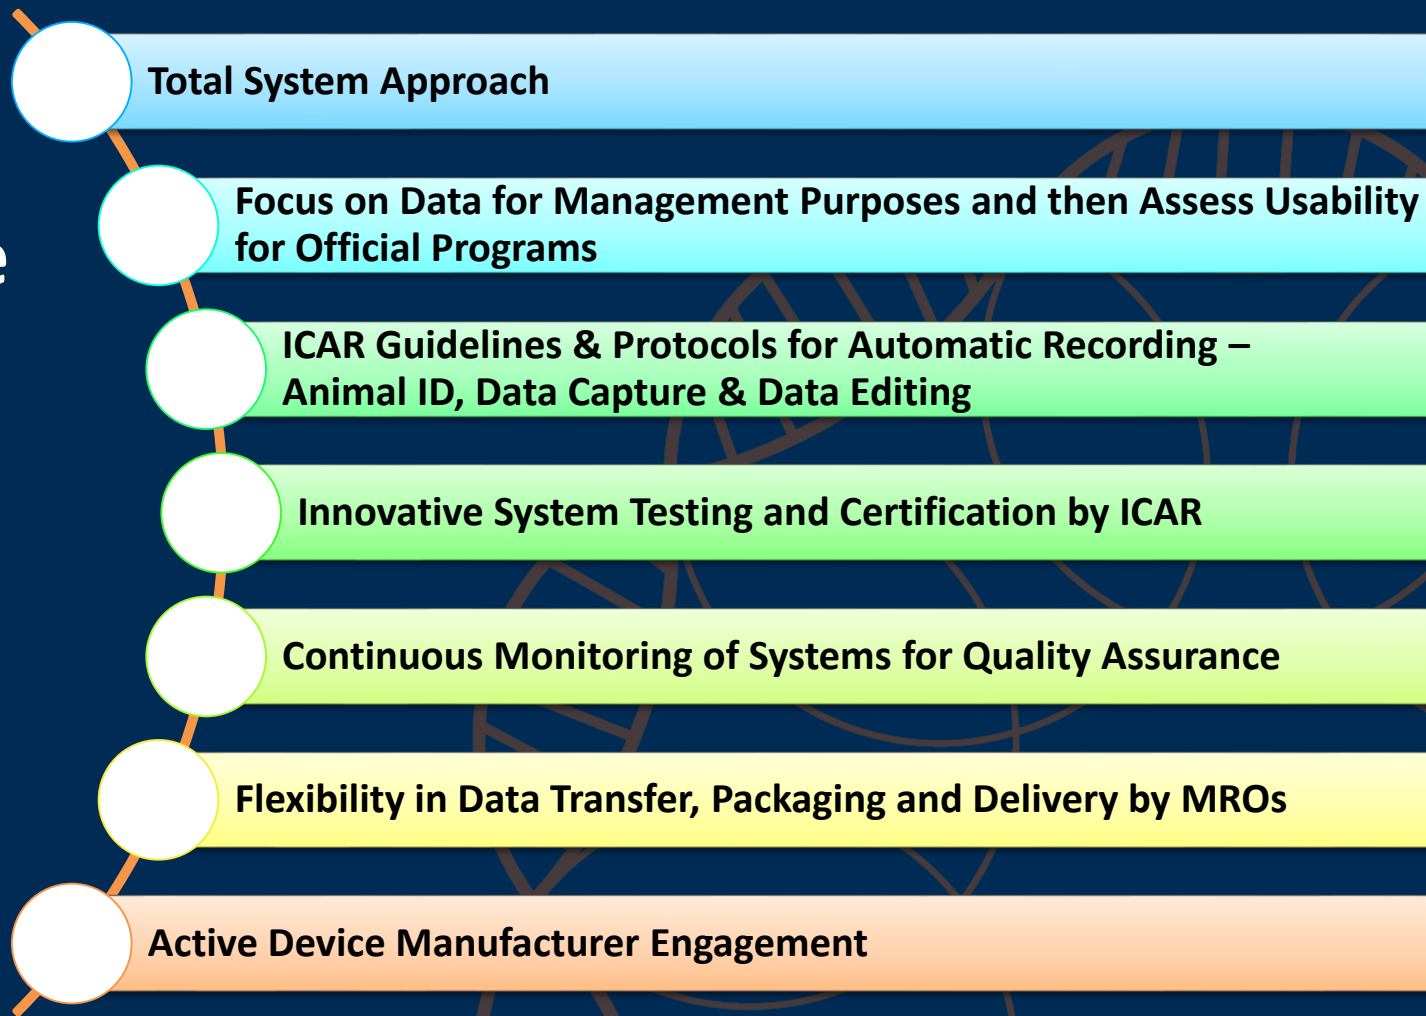 Total System Approach
Focus on Data for Management Purposes and then Assess Usability
for Official Programs
e
ICAR Guidelines & Protocols for Automatic Recording –
Animal ID, Data Capture & Data Editing
Innovative System Testing and Certification by ICAR
Continuous Monitoring of Systems for Quality Assurance
Flexibility in Data Transfer, Packaging and Delivery by MROs
Active Device Manufacturer Engagement